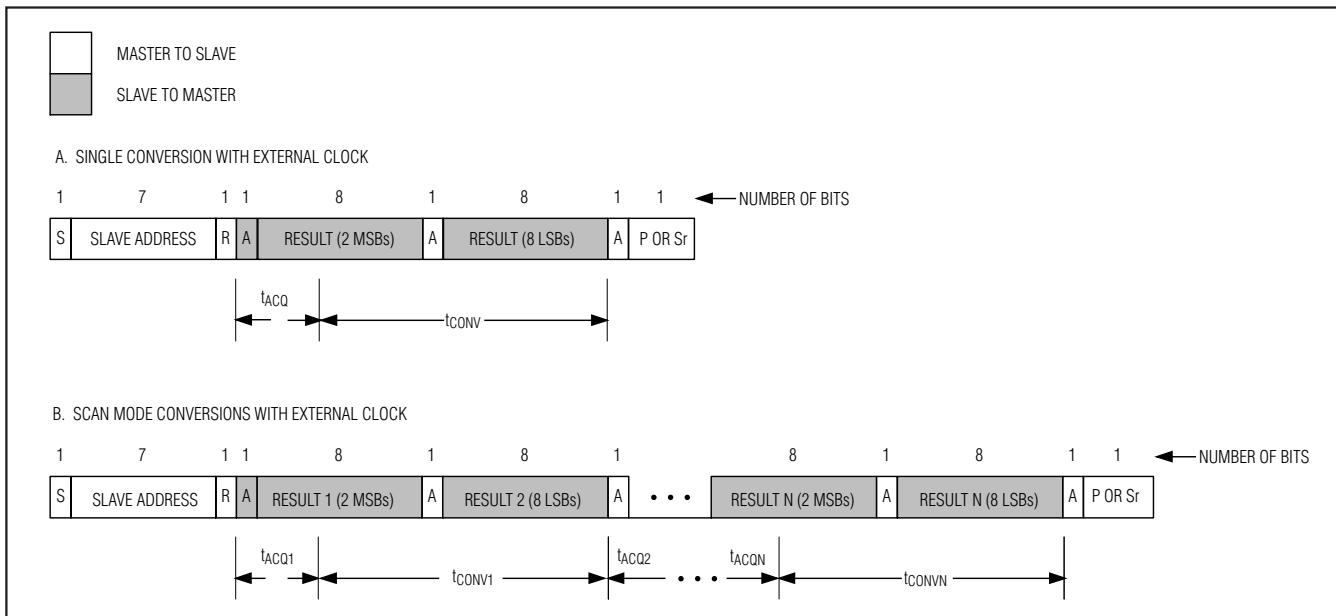 MASTER TO SLAVE
SLAVE TO MASTER
A. SINGLE CONVERSION WITH EXTERNAL CLOCK
1 7 1 1 8 1 8 1 1 NUMBER OF BITS
S SLAVE ADDRESS R A RESULT (2 MSBs) A RESULT (8 LSBs) A P OR Sr
tACQ
tCONV
B. SCAN MODE CONVERSIONS WITH EXTERNAL CLOCK
1 7 1 1 8 1 8 1 8 1 8 1 1 NUMBER OF BITS
S SLAVE ADDRESS R A RESULT 1 (2 MSBs) A RESULT 2 (8 LSBs) A • • • RESULT N (2 MSBs) A RESULT N (8 LSBs) A P OR Sr
tACQ1 tACQ2 tACQN
tCONV1 • • • tCONVN